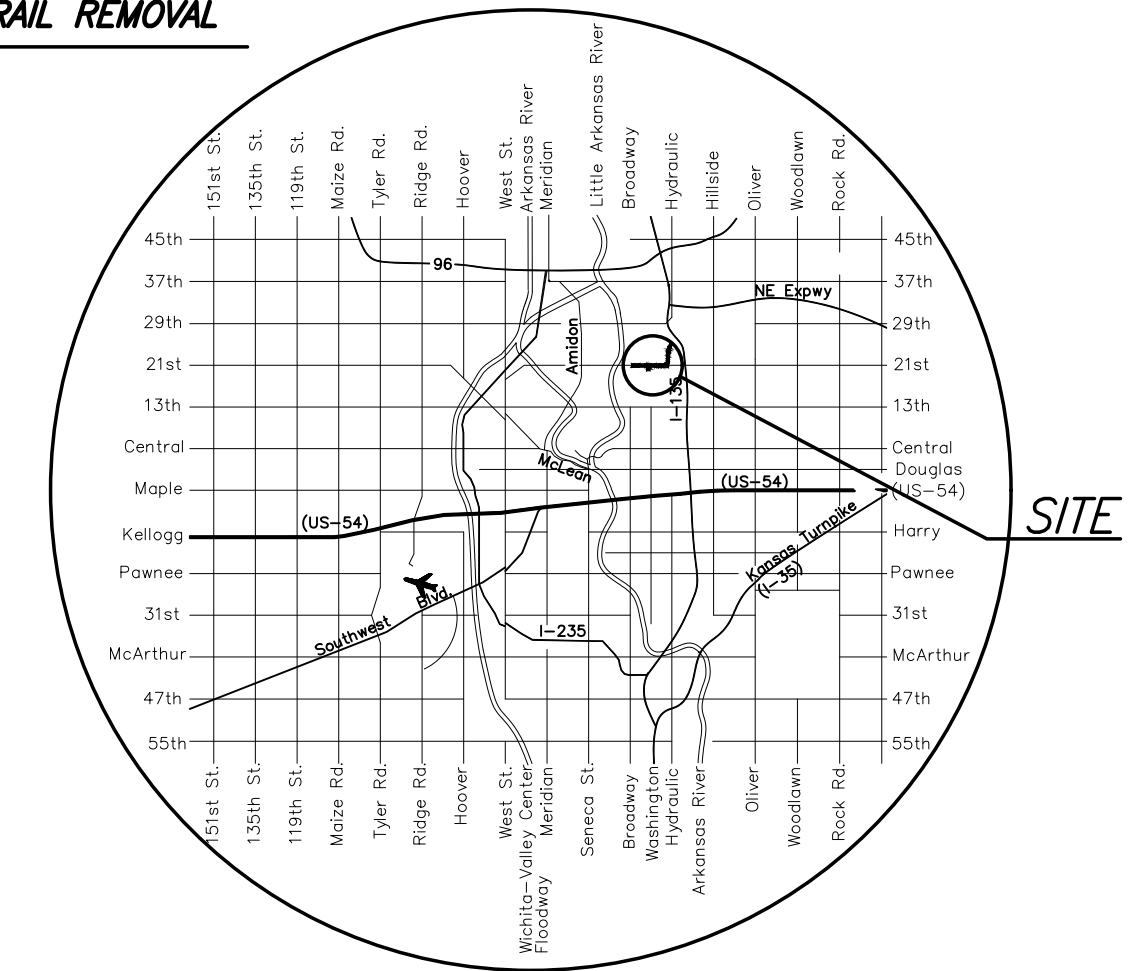 RAIL REMOVAL
151st St.
135th St.
119th St.
Maize Rd.
Tyler Rd.
Ridge Rd.
Hoover
West St.
Arkansas River
Meridian
Little Arkansas River
Broadway
Hydraulic
Hillside
Oliver
Woodlawn
Rock Rd.
45th
45th
96
37th
37th
NE Expwy
29th
29th
Amidon
21st
21st
I-135
13th
13th
Central
Central
McLean
Douglas
Maple
(US-54)
(US-54)
(US-54)
SITE
Kellogg
Harry
Kansas Turnpike
(I-35)
Pawnee
Pawnee
Southwest Blvd.
31st
31st
I-235
McArthur
McArthur
47th
47th
55th
55th
151st St.
135th St.
119th St.
Maize Rd.
Tyler Rd.
Ridge Rd.
Hoover
West St.
Wichita-Valley Center
Floodway
Meridian
Seneca St.
Broadway
Washington
Hydraulic
Arkansas River
Oliver
Woodlawn
Rock Rd.